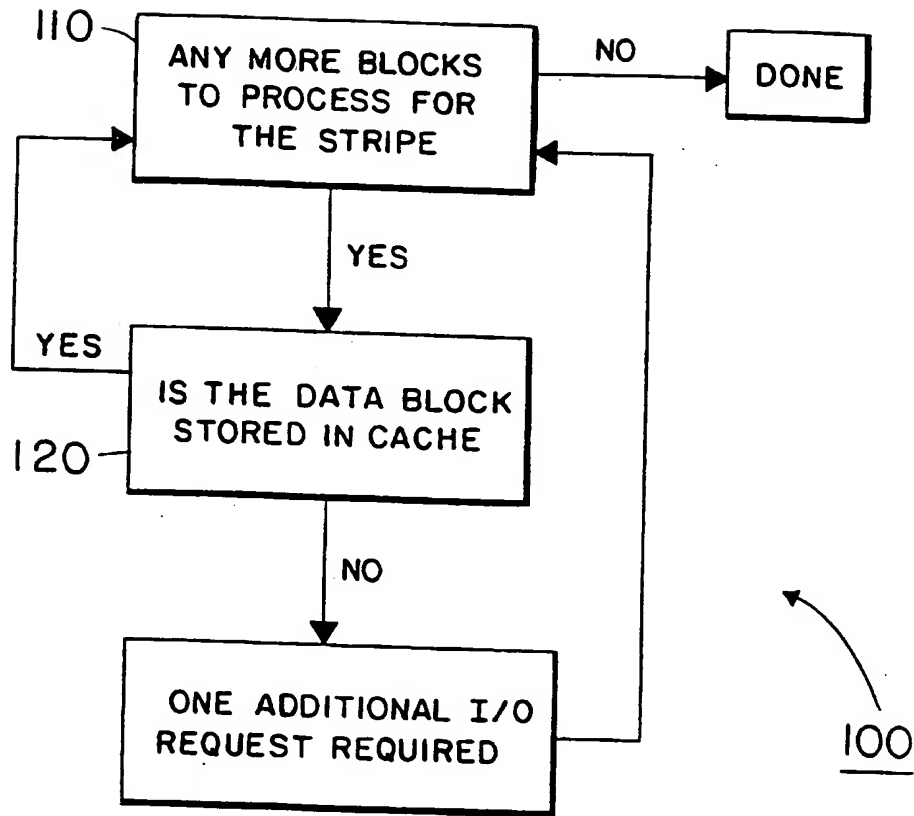 110
ANY MORE BLOCKS
TO PROCESS FOR
THE STRIPE
NO
DONE
YES
YES
IS THE DATA BLOCK
STORED IN CACHE
120
NO
ONE ADDITIONAL I/O
REQUEST REQUIRED
100